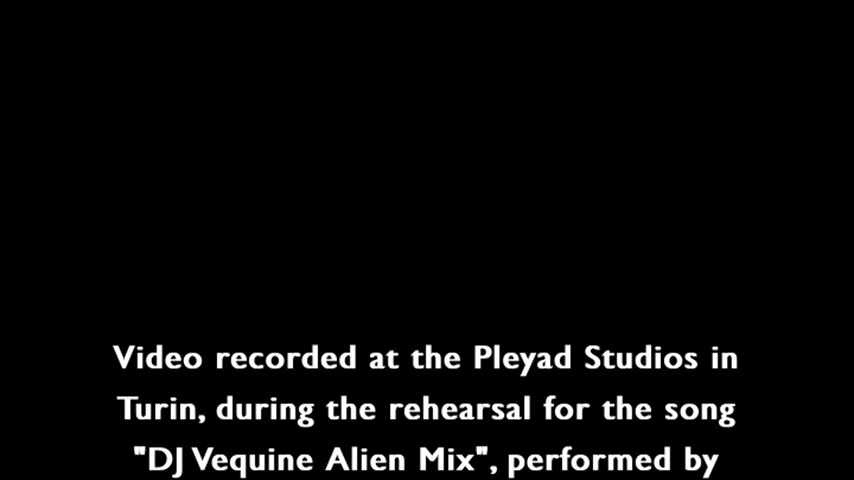 Video recorded at the Pleyad Studios in
Turin, during the rehearsal for the song
"DJ Vequine Alien Mix", performed by